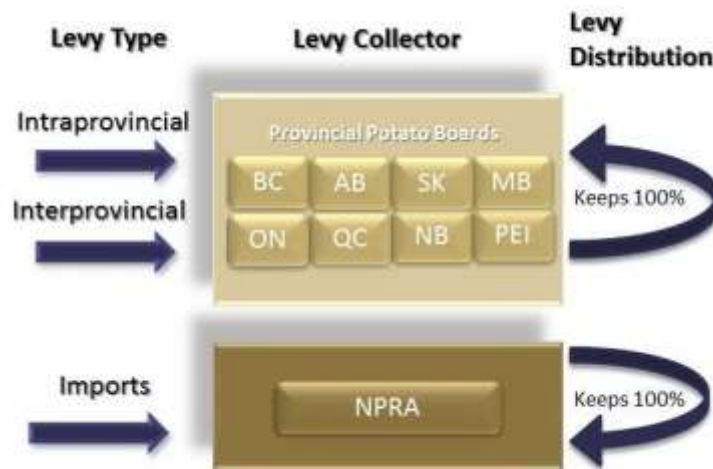 Levy Type
Levy Collector
Levy
Distribution
Intraprovincial
Interprovincial
Provincial Potato Boards
BC AB SK MB
ON QC NB PEI
Keeps 100%
Imports
NPRA
Keeps 100%